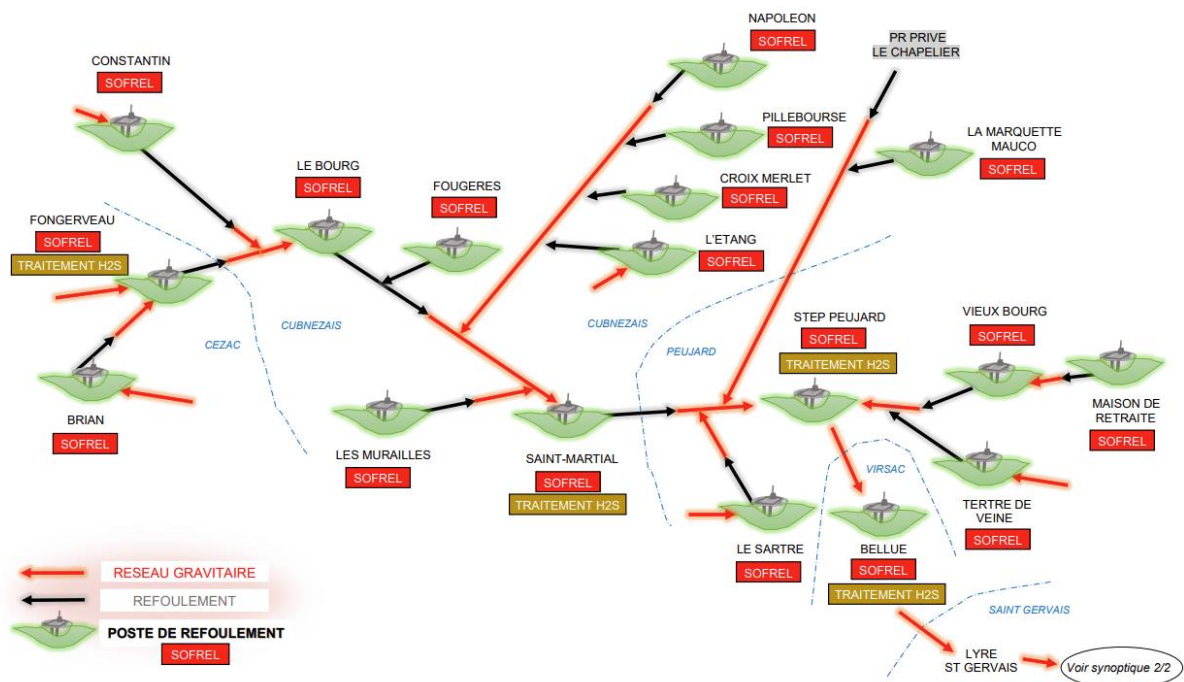 NAPOLEON
SOFREL
PR PRIVE
LE CHAPELIER
CONSTANTIN
SOFREL
PILLEBOURSE
SOFREL
LA MARQUETTE
MAUCO
SOFREL
LE BOURG
SOFREL
FOUGERES
SOFREL
CROIX MERLET
SOFREL
FONGERVEAU
SOFREL
TRAITEMENT H2S
L'ETANG
SOFREL
CUBNEZAIS
CEZAC
CUBNEZAIS
PEUJARD
STEP PEUJARD
SOFREL
TRAITEMENT H2S
VIEUX BOURG
SOFREL
BRIAN
SOFREL
MAISON DE
RETRAITE
SOFREL
LES MURAILLES
SOFREL
SAINT-MARTIAL
SOFREL
TRAITEMENT H2S
VIRSAC
TERTRE DE
VEINE
SOFREL
LE SARTRE
SOFREL
BELLUE
SOFREL
TRAITEMENT H2S
SAINT GERVAIS
LYRE
ST GERVAIS
Voir synoptique 2/2
RESEAU GRAVITAIRE
REFOULEMENT
POSTE DE REFOULEMENT
SOFREL